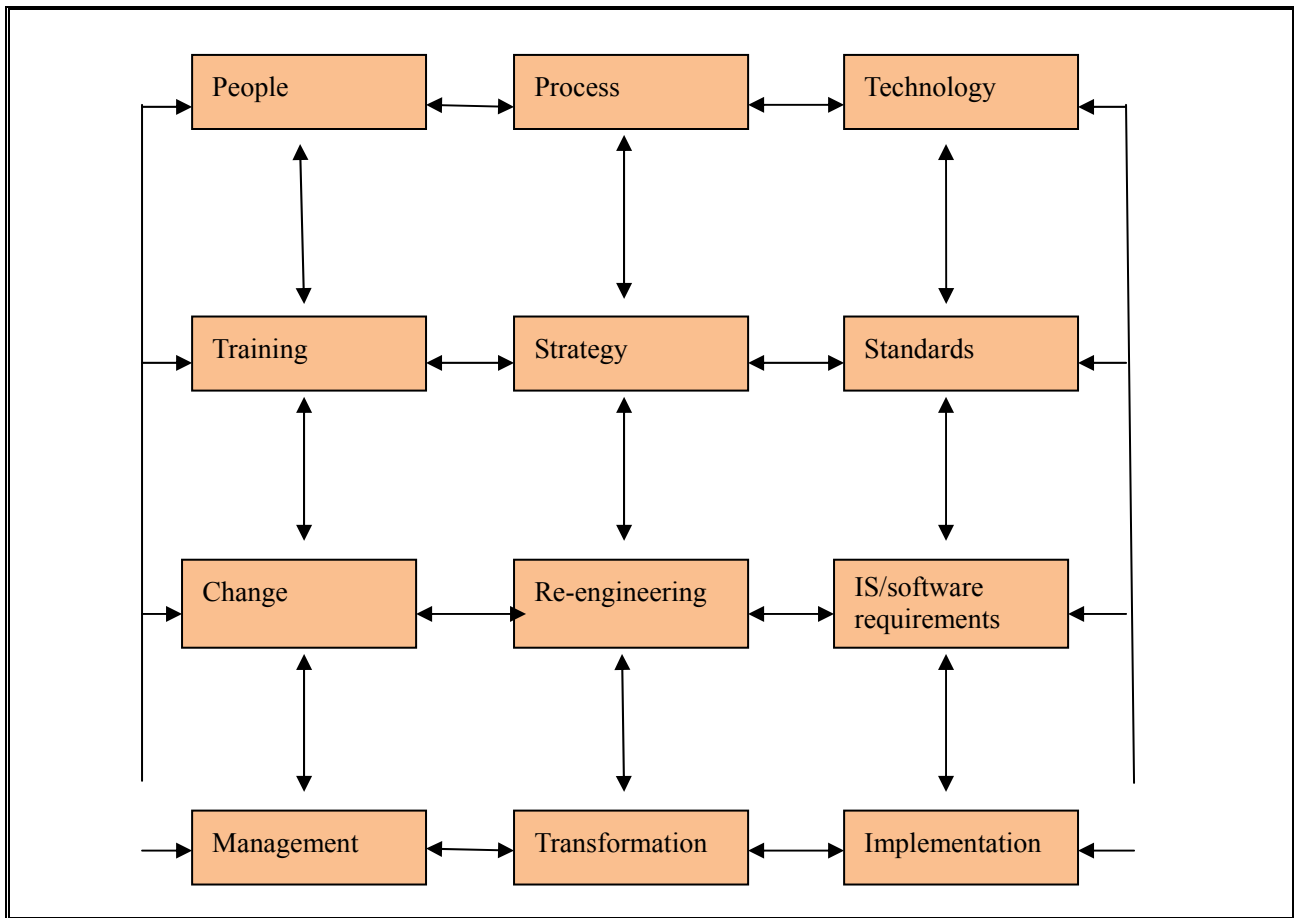 People
Process
Technology
Training
Strategy
Standards
Change
Re-engineering
IS/software
requirements
Management
Transformation
Implementation